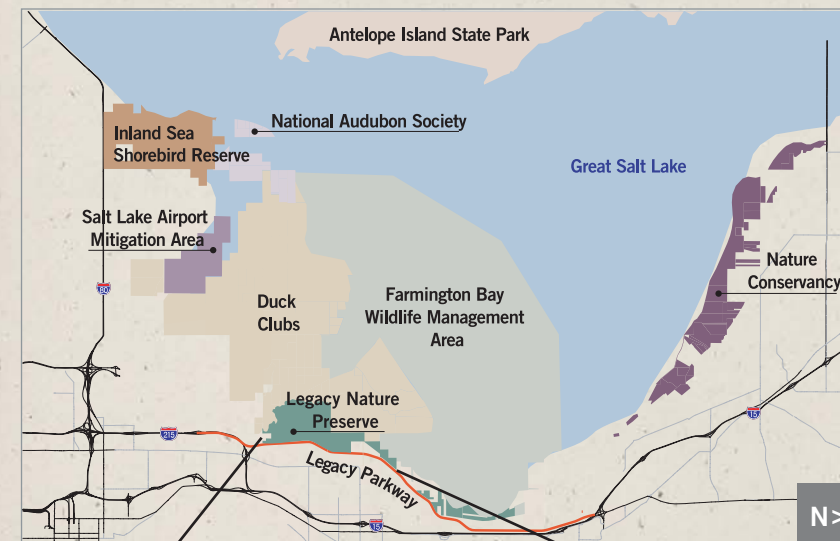 Antelope Island State Park
National Audubon Society
Inland Sea
Shorebird Reserve
Great Salt Lake
Salt Lake Airport
Mitigation Area
Nature
Conservancy
80
Duck
Clubs
Farmington Bay
Wildlife Management
Area
Legacy Nature
Preserve
15
215
Legacy Parkway
15
N>